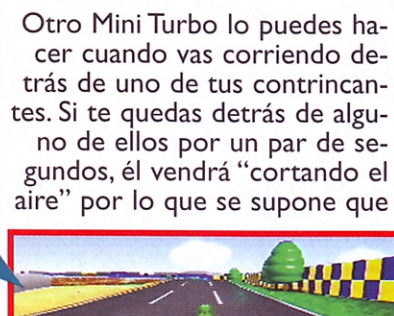 Otro Mini Turbo lo puedes ha-
cer cuando vas corriendo de-
trás de uno de tus contrincan-
tes. Si te quedas detrás de algu-
no de ellos por un par de se-
gundos, él vendrá “cortando el
aire” por lo que se supone que